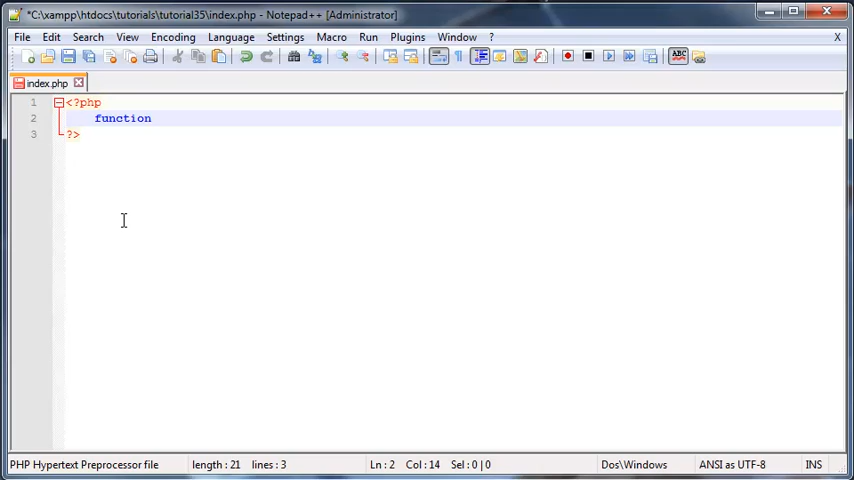 *C:\xampp\htdocs\tutorials\tutorial35\index.php - Notepad++ [Administrator]
File Edit Search View Encoding Language Settings Macro Run Plugins Window ? X
ABC
index.php
1 <?php
2 function
3 ?>
PHP Hypertext Preprocessor file length : 21 lines : 3 Ln : 2 Col : 14 Sel : 0 | 0 Dos\Windows ANSI as UTF-8 INS